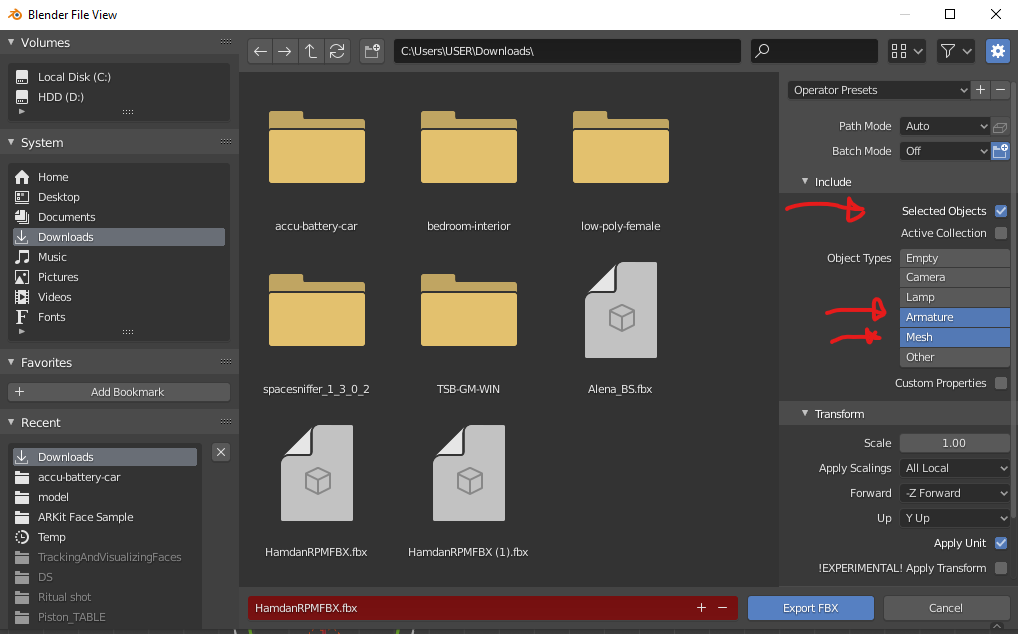 Blender File View
Volumes
Local Disk (C:)
HDD (D:)
System
Home
Desktop
Documents
Downloads
Music
Pictures
Videos
Fonts
Favorites
Add Bookmark
Recent
Downloads
accu-battery-car
model
ARKit Face Sample
Temp
TrackingAndVisualizingFaces
DS
Ritual shot
Piston_TABLE
C:\Users\USER\Downloads\
accu-battery-car
bedroom-interior
low-poly-female
spacesniffer_1_3_0_2
TSB-GM-WIN
Alena_BS.fbx
HamdanRPMFBX.fbx
HamdanRPMFBX (1).fbx
Operator Presets
Path Mode Auto
Batch Mode Off
Include
Selected Objects
Active Collection
Object Types Empty
Camera
Lamp
Armature
Mesh
Other
Custom Properties
Transform
Scale 1.00
Apply Scalings All Local
Forward -Z Forward
Up Y Up
Apply Unit
!EXPERIMENTAL! Apply Transform
HamdanRPMFBX.fbx
Export FBX
Cancel